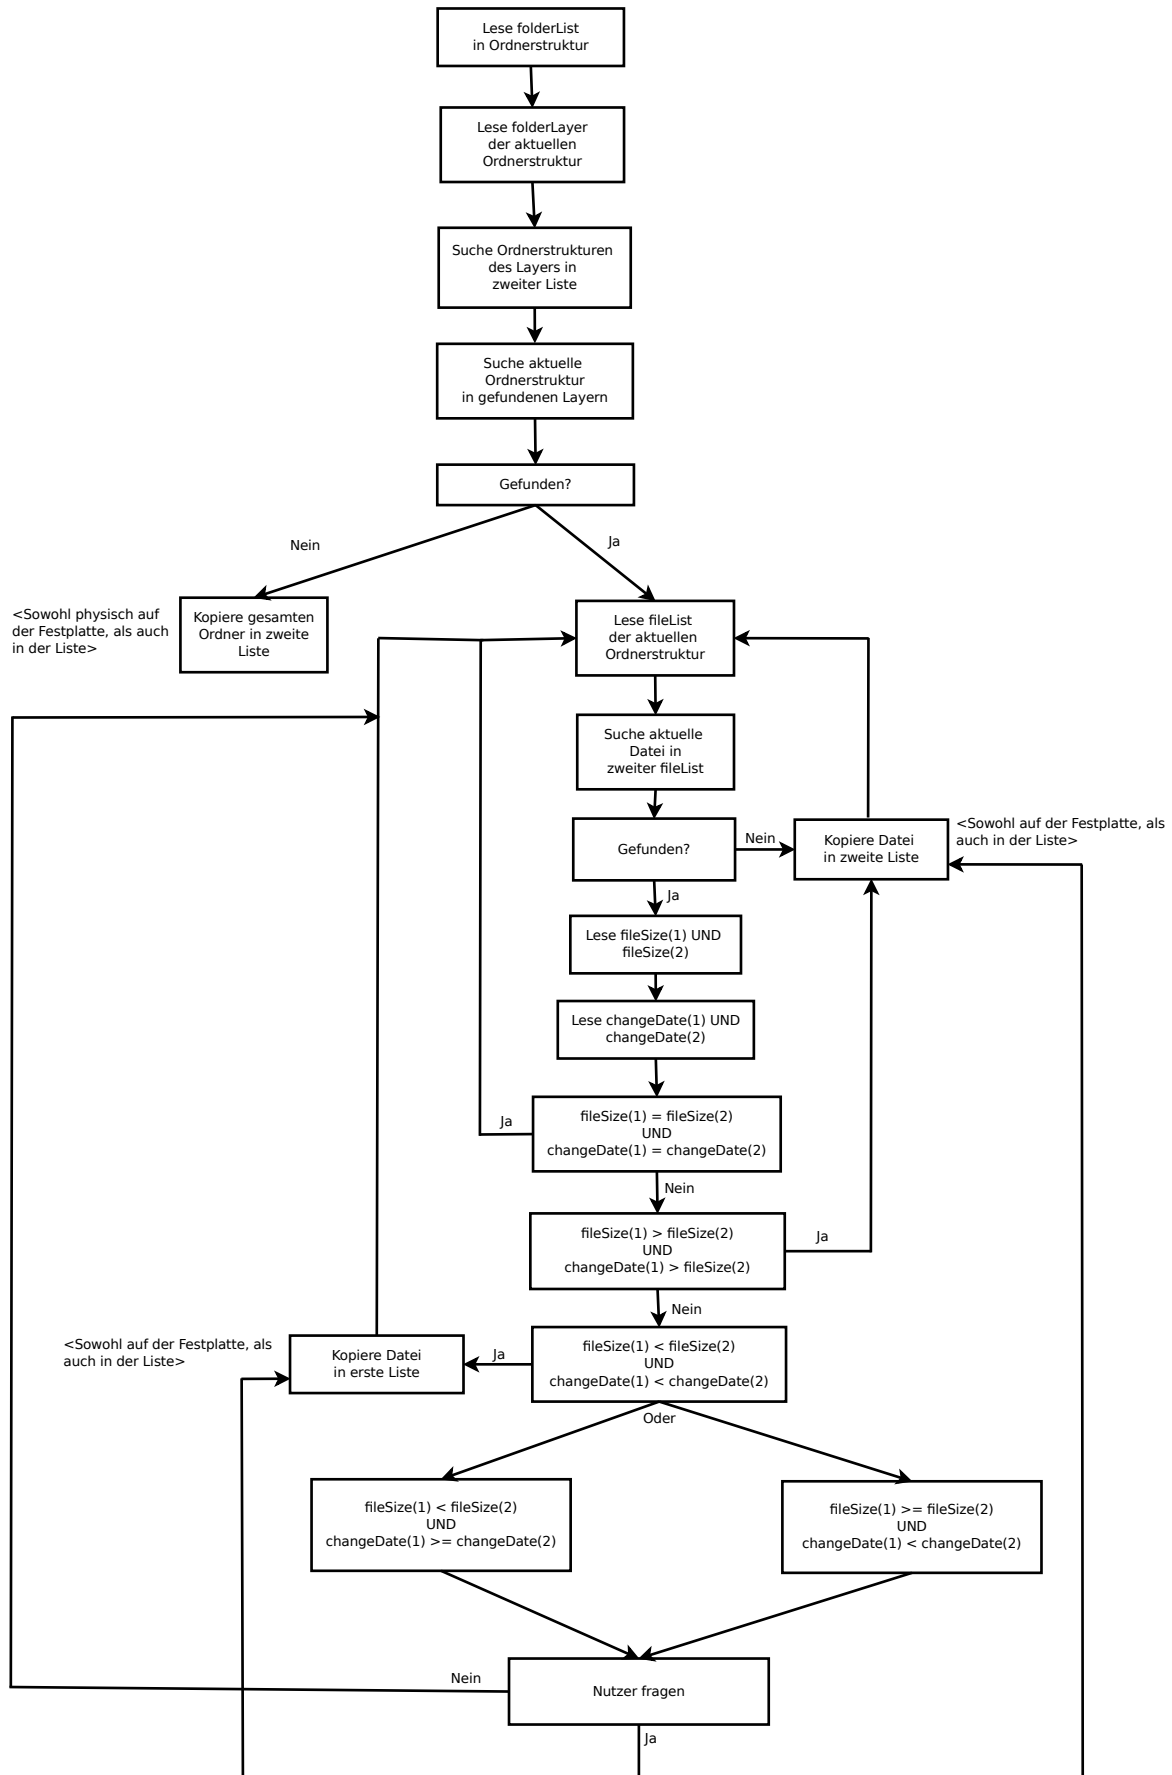 Lese folderList
in Ordnerstruktur
Lese folderLayer
der aktuellen
Ordnerstruktur
Suche Ordnerstrukturen
des Layers in
zweiter Liste
Suche aktuelle
Ordnerstruktur
in gefundenen Layern
Gefunden?
Nein
Ja
<Sowohl physisch auf
der Festplatte, als auch
in der Liste>
Kopiere gesamten
Ordner in zweite
Liste
Lese fileList
der aktuellen
Ordnerstruktur
Suche aktuelle
Datei in
zweiter fileList
Gefunden?
Nein
Kopiere Datei
in zweite Liste
<Sowohl auf der Festplatte, als
auch in der Liste>
Ja
Lese fileSize(1) UND
fileSize(2)
Lese changeDate(1) UND
changeDate(2)
Ja
fileSize(1) = fileSize(2)
UND
changeDate(1) = changeDate(2)
Nein
fileSize(1) > fileSize(2)
UND
changeDate(1) > fileSize(2)
Ja
Nein
<Sowohl auf der Festplatte, als
auch in der Liste>
Kopiere Datei
in erste Liste
Ja
fileSize(1) < fileSize(2)
UND
changeDate(1) < changeDate(2)
Oder
fileSize(1) < fileSize(2)
UND
changeDate(1) >= changeDate(2)
fileSize(1) >= fileSize(2)
UND
changeDate(1) < changeDate(2)
Nein
Nutzer fragen
Ja